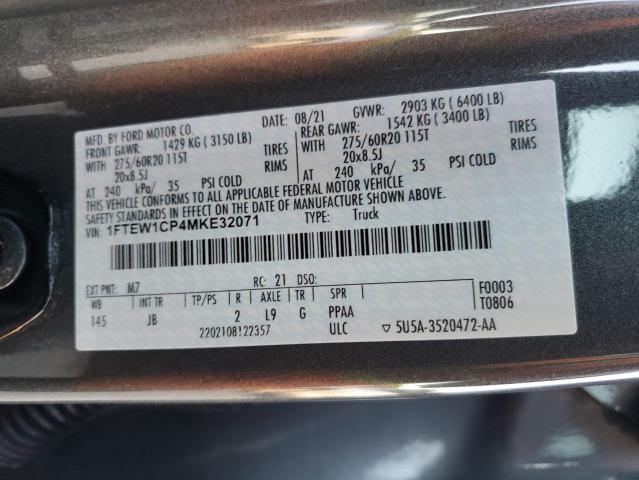 MFD. BY FORD MOTOR CO.
DATE: 08/21 GVWR: 2903 KG ( 6400 LB)
FRONT GAWR: 1429 KG ( 3150 LB) REAR GAWR: 1542 KG ( 3400 LB)
WITH 275/60R20 115T TIRES WITH 275/60R20 115T TIRES
20x8.5J RIMS 20x8.5J RIMS
AT 240 kPa/ 35 PSI COLD AT 240 kPa/ 35 PSI COLD
THIS VEHICLE CONFORMS TO ALL APPLICABLE FEDERAL MOTOR VEHICLE
SAFETY STANDARDS IN EFFECT ON THE DATE OF MANUFACTURE SHOWN ABOVE
VIN: 1FTEW1CP4MKE32071 TYPE: Truck
EXT PNT: M7 RC: 21 DSO:
WB INT TR TP/PS R AXLE TR SPR F0003
145 JB 2 L9 G PPAA T0806
2202108122357 ULC ▽ 5U5A-3520472-AA